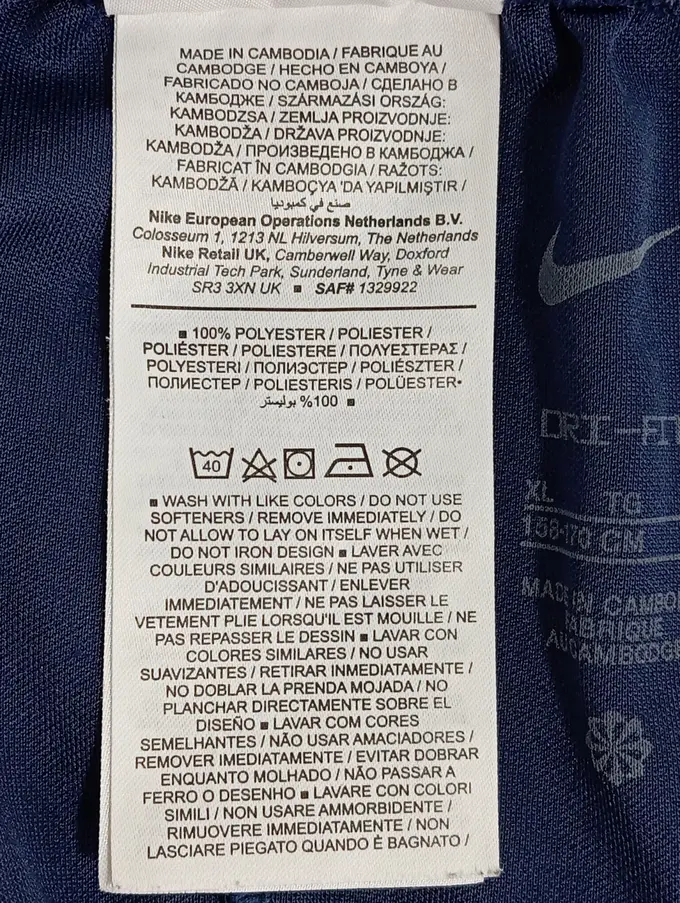 MADE IN CAMBODIA / FABRIQUE AU
CAMBODGE / HECHO EN CAMBOYA /
FABRICADO NO CAMBOJA / СДЕЛАНО В
КАМБОДЖЕ / SZÁRMAZÁSI ORSZÁG:
KAMBODZSA / ZEMLJA PROIZVODNJE:
KAMBODŽA / DRŽAVA PROIZVODNJE:
KAMBODŽA / ПРОИЗВЕДЕНО В КАМБОДЖА /
FABRICAT ÎN CAMBODGIA / RAŽOTS:
KAMBODŽĀ / KAMBOÇYA 'DA YAPILMIŞTIR /
صنع في كمبوديا
Nike European Operations Netherlands B.V.
Colosseum 1, 1213 NL Hilversum, The Netherlands
Nike Retail UK, Camberwell Way, Doxford
Industrial Tech Park, Sunderland, Tyne & Wear
SR3 3XN UK ■ SAF# 1329922
■ 100% POLYESTER / POLIESTER /
POLIÉSTER / POLIESTERE / ΠΟΛΥΕΣΤΕΡΑΣ /
POLYESTERI / ПОЛИЭСТЕР / POLIÉSZTER /
ПОЛИЕСТЕР / POLIESTERIS / POLÜESTER•
100% بوليستر ■
40
■ WASH WITH LIKE COLORS / DO NOT USE
SOFTENERS / REMOVE IMMEDIATELY / DO
NOT ALLOW TO LAY ON ITSELF WHEN WET /
DO NOT IRON DESIGN ■ LAVER AVEC
COULEURS SIMILAIRES / NE PAS UTILISER
D'ADOUCISSANT / ENLEVER
IMMEDIATEMENT / NE PAS LAISSER LE
VETEMENT PLIE LORSQU'IL EST MOUILLE / NE
PAS REPASSER LE DESSIN ■ LAVAR CON
COLORES SIMILARES / NO USAR
SUAVIZANTES / RETIRAR INMEDIATAMENTE /
NO DOBLAR LA PRENDA MOJADA / NO
PLANCHAR DIRECTAMENTE SOBRE EL
DISEÑO ■ LAVAR COM CORES
SEMELHANTES / NÃO USAR AMACIADORES /
REMOVER IMEDIATAMENTE / EVITAR DOBRAR
ENQUANTO MOLHADO / NÃO PASSAR A
FERRO O DESENHO ■ LAVARE CON COLORI
SIMILI / NON USARE AMMORBIDENTE /
RIMUOVERE IMMEDIATAMENTE / NON
LASCIARE PIEGATO QUANDO È BAGNATO /
DRI-FIT
XL TG
158-170 CM
MADE IN CAMBO
FABRIQUE
AU CAMBODGE